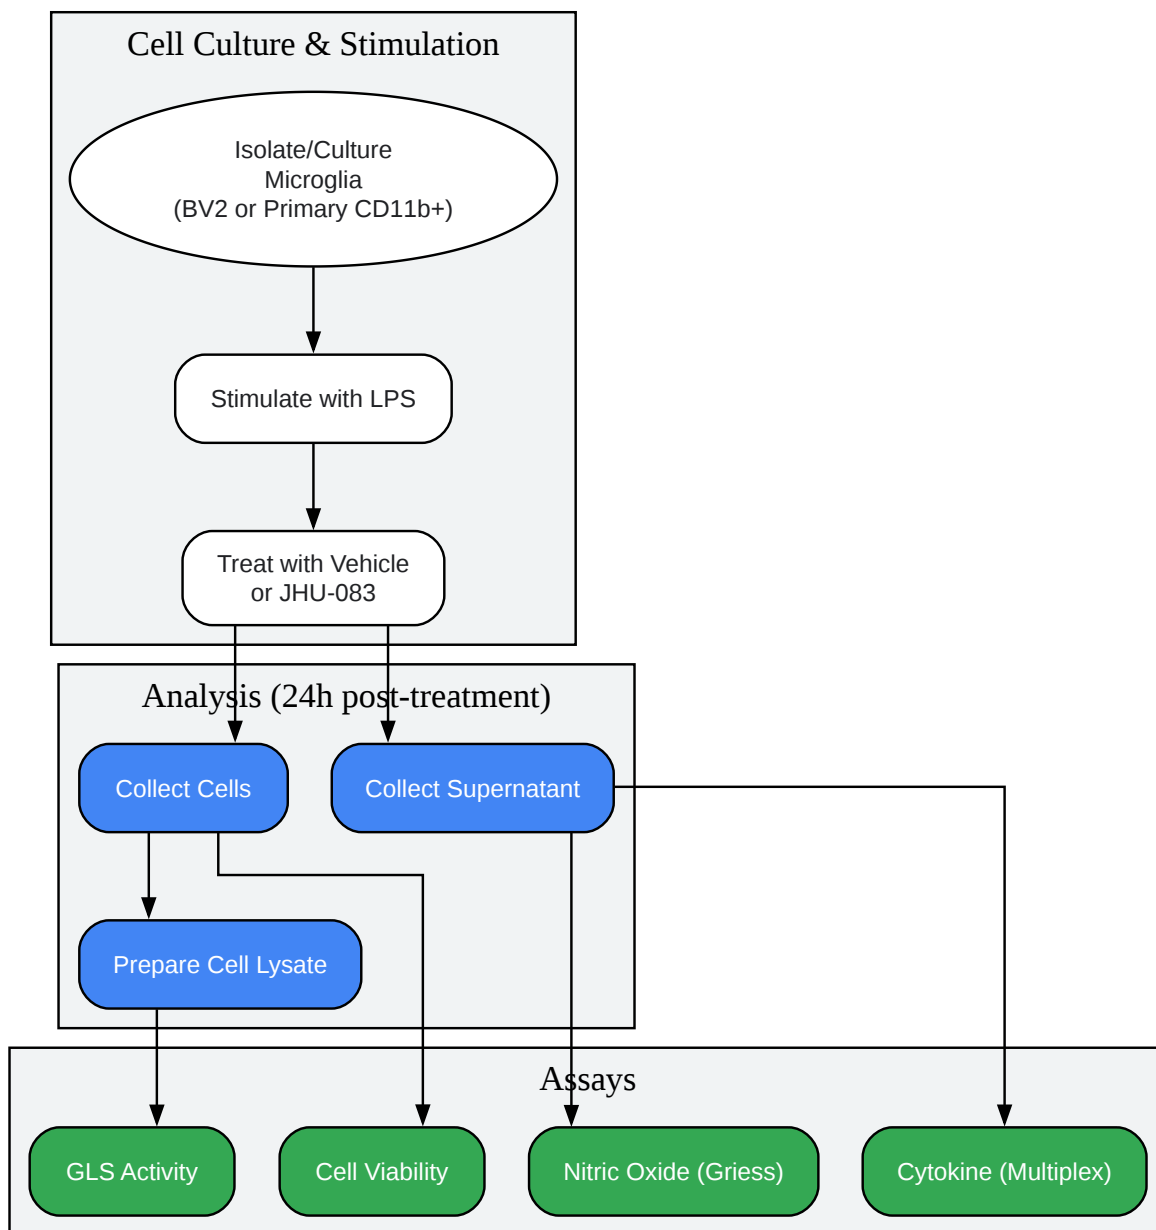 Cell Culture & Stimulation
Isolate/Culture
Microglia
(BV2 or Primary CD11b+)
Stimulate with LPS
Treat with Vehicle
or JHU-083
Analysis (24h post-treatment)
Collect Cells
Collect Supernatant
Prepare Cell Lysate
Assays
GLS Activity
Cell Viability
Nitric Oxide (Griess)
Cytokine (Multiplex)